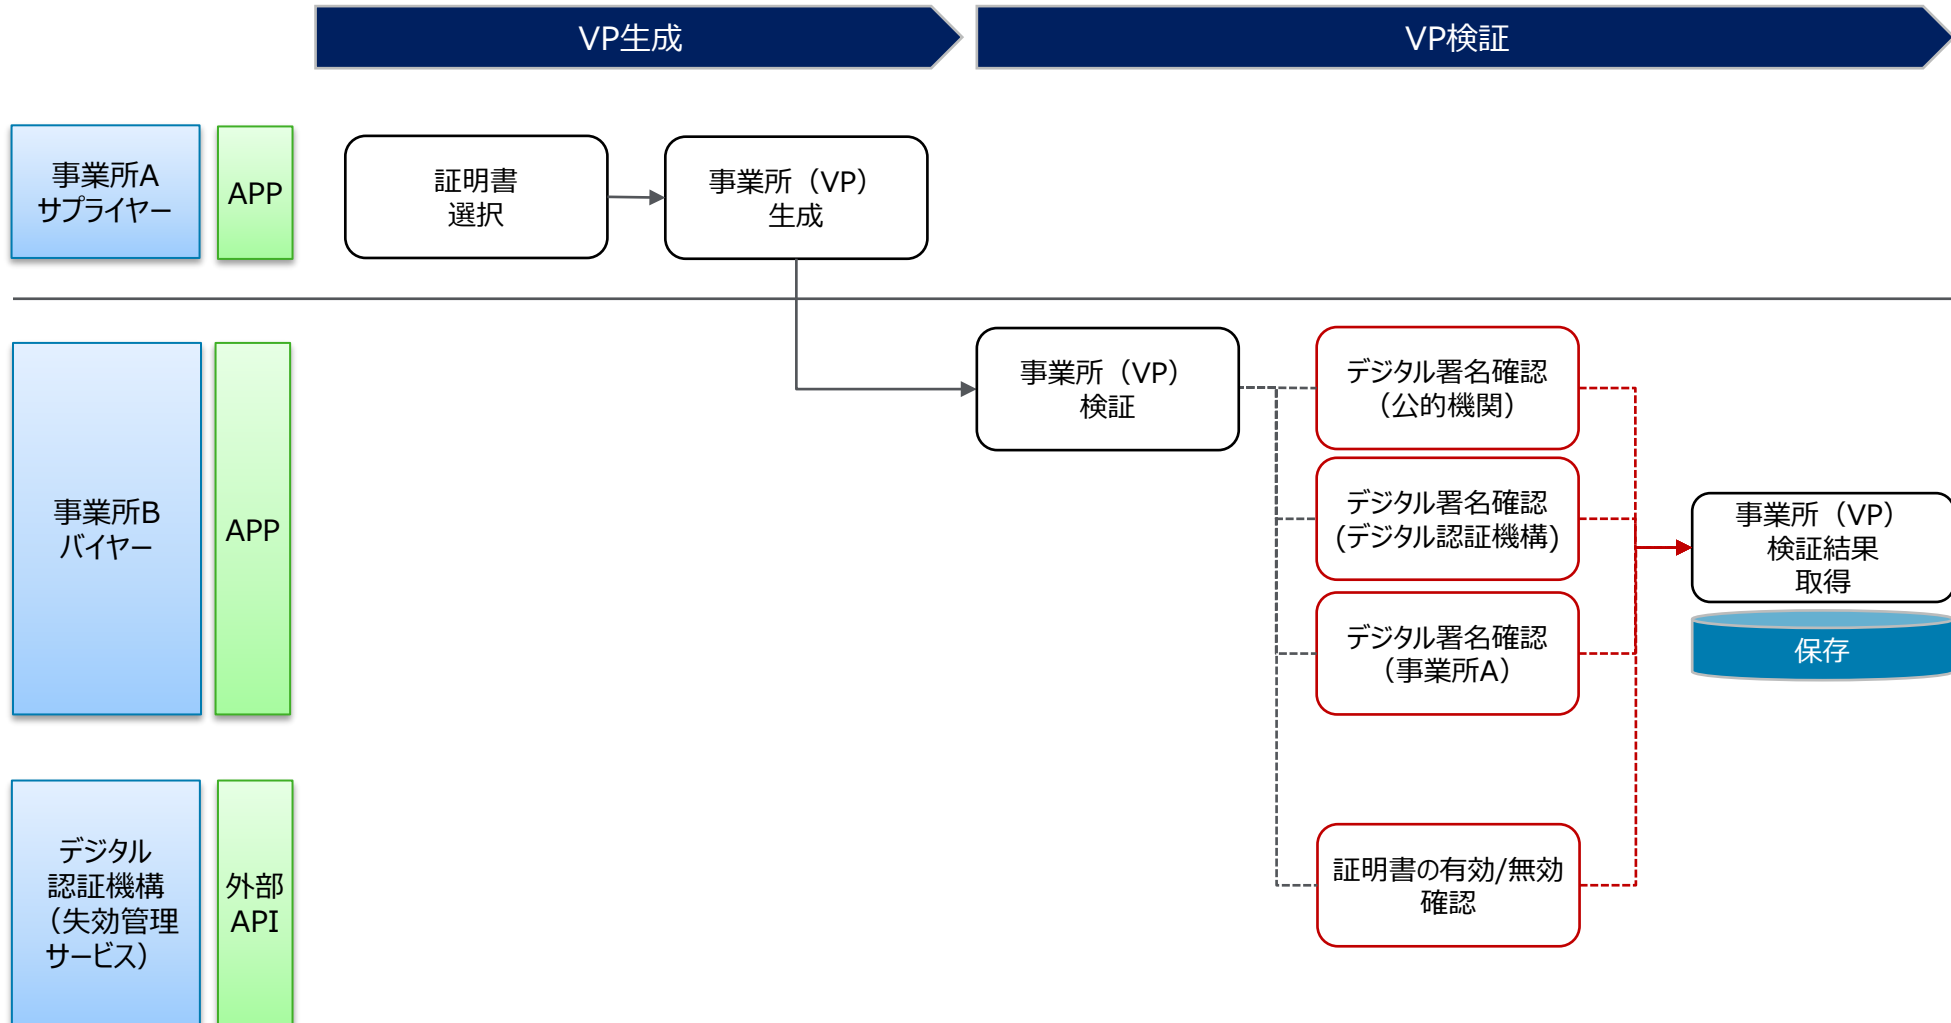 VP生成
VP検証
事業所A
サプライヤー
APP
証明書
選択
事業所（VP）
生成
事業所B
バイヤー
APP
事業所（VP）
検証
デジタル署名確認
（公的機関）
デジタル署名確認
(デジタル認証機構)
デジタル署名確認
（事業所A）
事業所（VP）
検証結果
取得
保存
デジタル
認証機構
（失効管理
サービス）
外部
API
証明書の有効/無効
確認